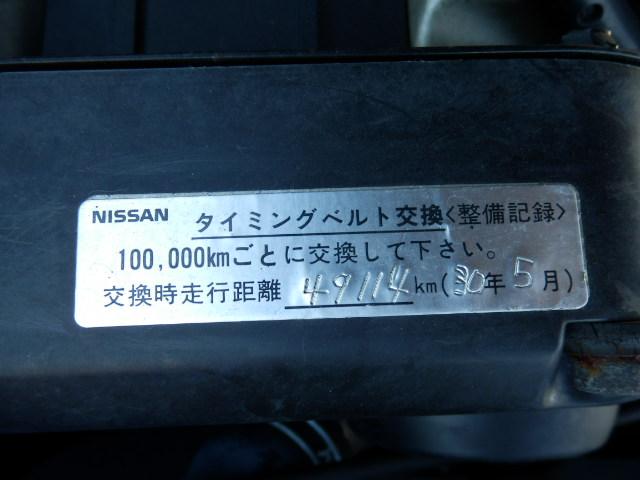 NISSAN タイミングベルト交換<整備記録>
100,000kmごとに交換して下さい。
交換時走行距離 49114km(30年5月)